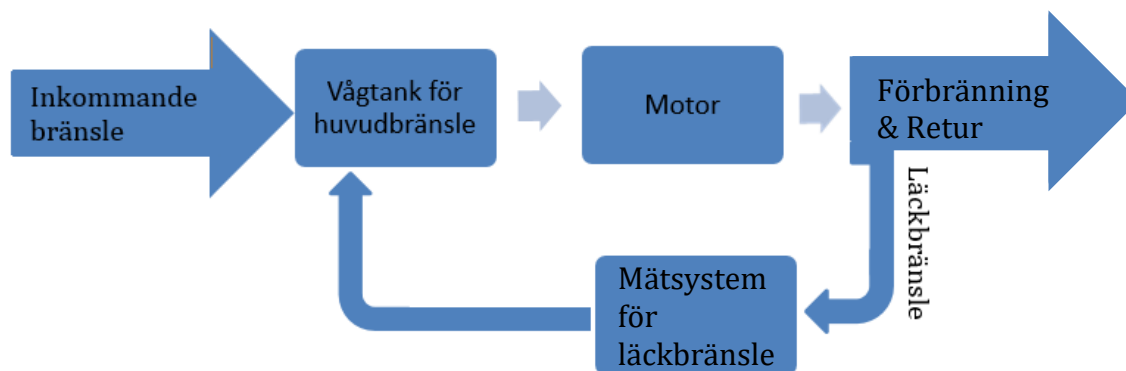 Inkommande
bränsle
Vågtank för
huvudbränsle
Motor
Förbränning
& Retur
Läckbränsle
Mätsystem
för
läckbränsle